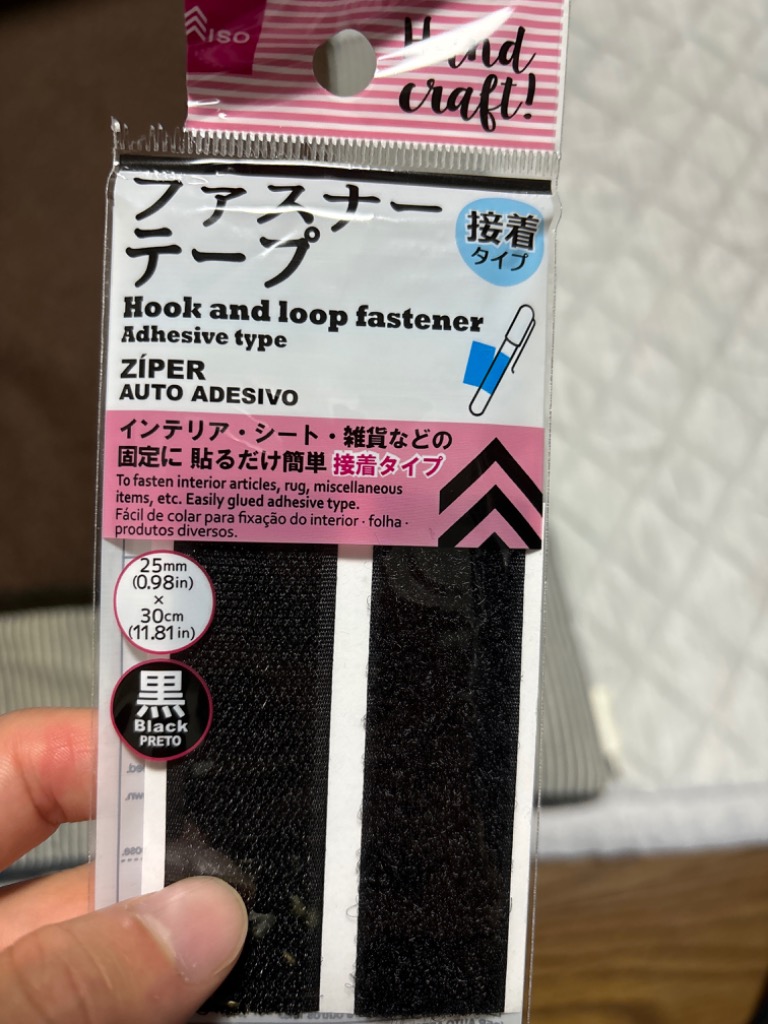 ISO
craft!
ファスナー
テープ
接着
タイプ
Hook and loop fastener
Adhesive type
ZÍPER
AUTO ADESIVO
インテリア・シート・雑貨などの
固定に 貼るだけ簡単 接着タイプ
To fasten interior articles, rug, miscellaneous
items, etc. Easily glued adhesive type.
Fácil de colar para fixação do interior · folha ·
produtos diversos.
25mm
(0.98in)
×
30cm
(11.81in)
黒
Black
PRETO